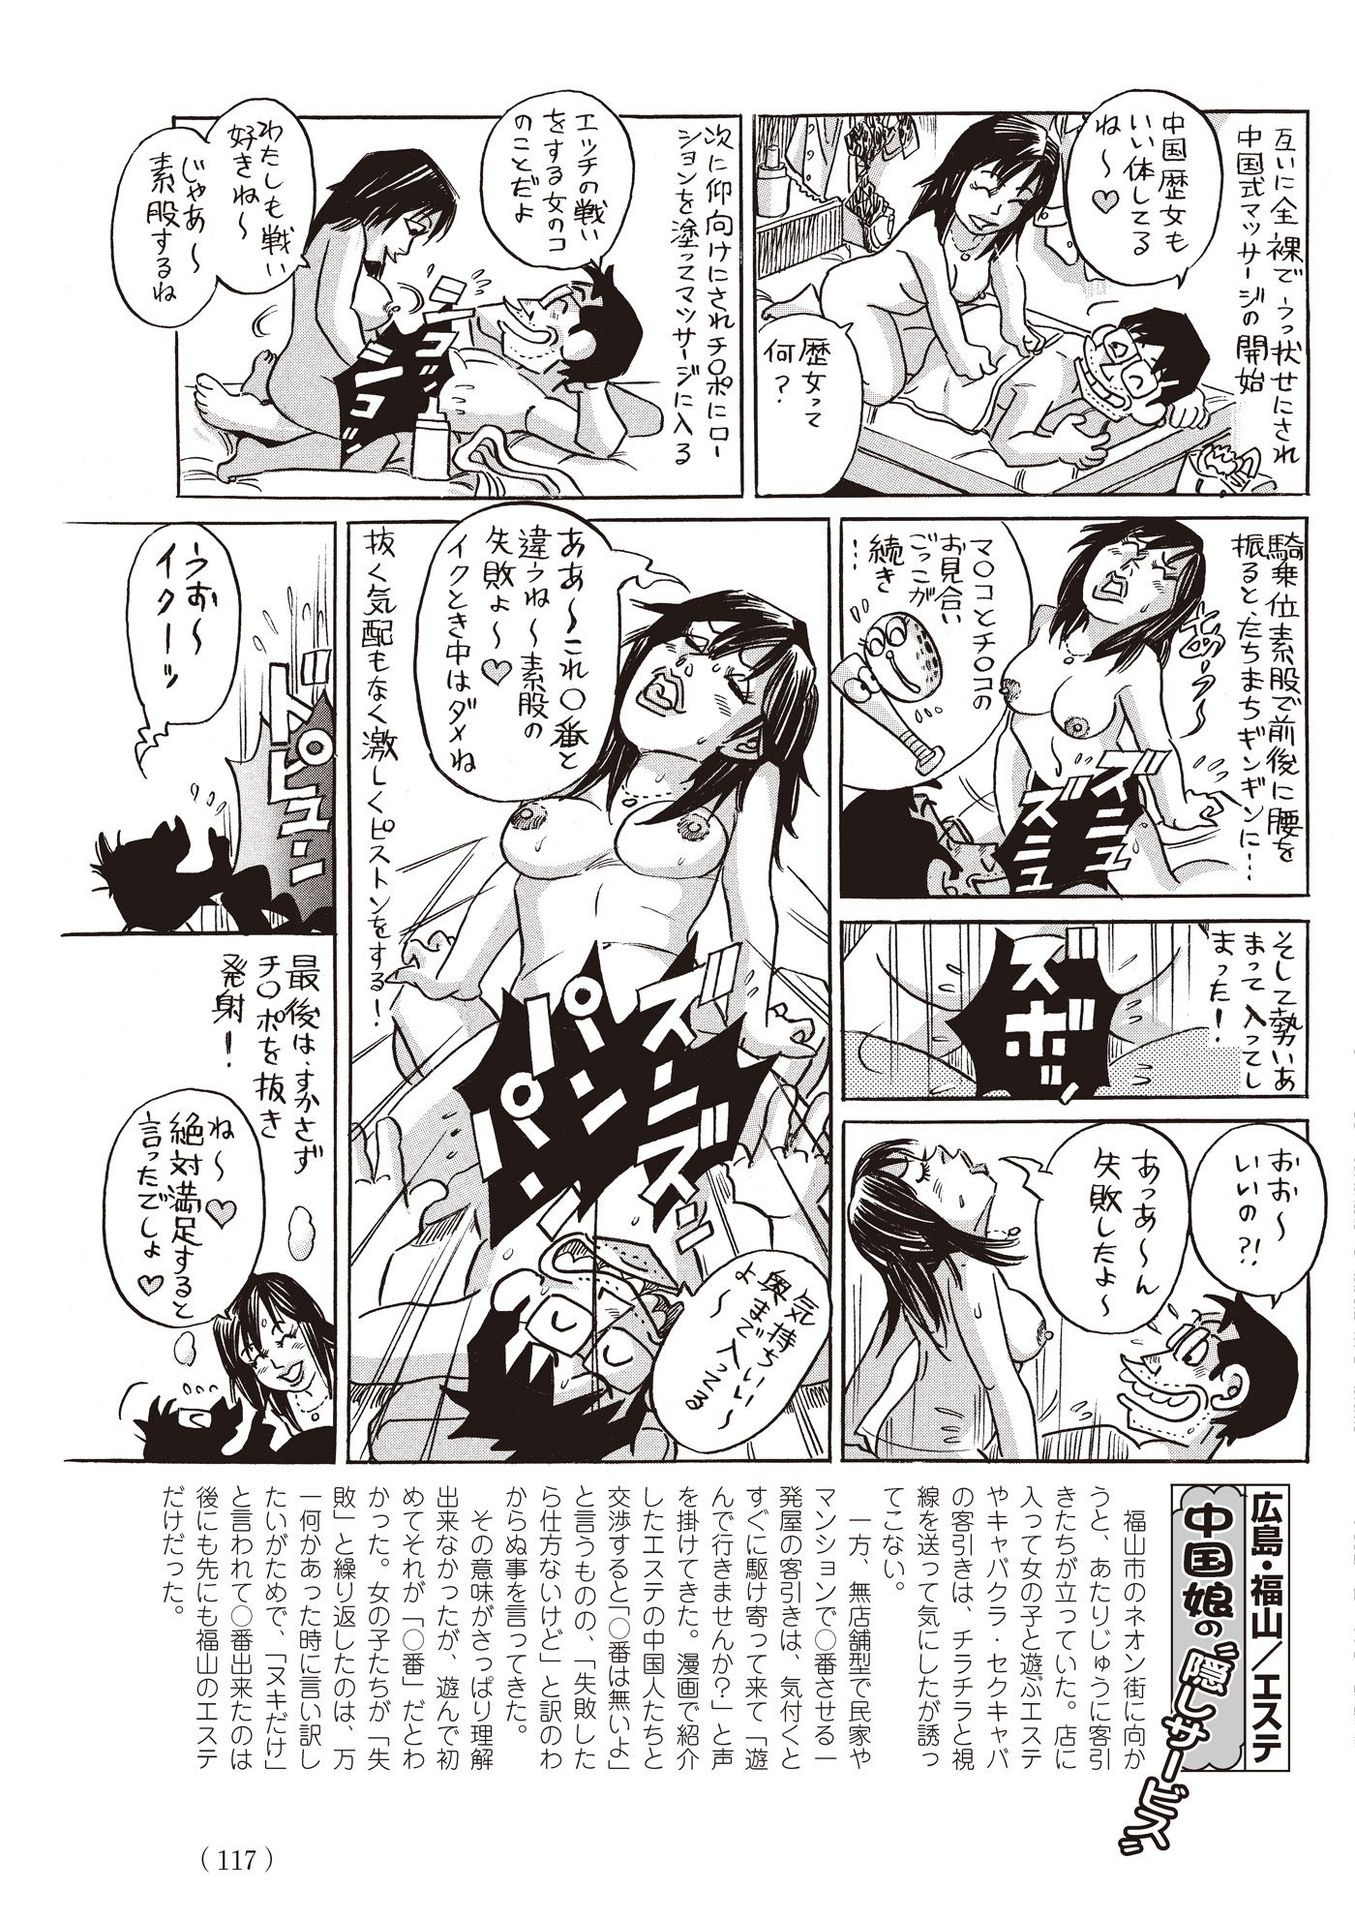 互いに全裸でうつ状せにされ
中国式マッサージの開始
中国歴女も
いい体してる
ね～♡
歴女って
何?
次に仰向けにされチ〇ポにロー
ションを塗ってマッサージに入る
エッチの戦い
をする女のコ
のことだよ
わたしも戦い
好きね～
じゃあ～
素股するね
騎乗位素股で前後に腰を
振ると、たちまちギンギンに…
あぁ～
マ〇コとチ〇コの
お見合い
ごっこが
続き
…
ズニュ
ズニュ
そして勢いあ
まって入ってし
まった!
ズボッ
おお～
いいの?!
あっあ～ん
失敗したよ～
ああ～これ〇番と
違うね～素股の
失敗ょ～♡
イクとき中はダメね
抜く気配もなく激しくピストンをする!
ズン
ズン
ズン
パン
パン
気持ちいい～
奥まで入ってる
よ～
うお～
イクーッ
ドピュン
最後は、すかさず
チ〇ポを抜き
発射!
ね～♡
絶対満足すると
言ったでしょ♡
広島・福山/エステ
中国娘の“隠しサービス”
福山市のネオン街に向か
うと、あたりじゅうに客引
きたちが立っていた。店に
入って女の子と遊ぶエステ
やキャバクラ・セクキャバ
の客引きは、チラチラと視
線を送って気にしたが誘っ
てこない。
一方、無店舗型で民家や
マンションで〇番させる一
発屋の客引きは、気付くと
すぐに駆け寄って来て「遊
んで行きませんか?」と声
を掛けてきた。漫画で紹介
したエステの中国人たちと
交渉すると「〇番は無いよ」
と言うものの、「失敗した
ら仕方ないけど」と訳のわ
からぬ事を言ってきた。
その意味がさっぱり理解
出来なかったが、遊んで初
めてそれが「〇番」だとわ
かった。女の子たちが「失
敗」と繰り返したのは、万
一何かあった時に言い訳し
たいがためで、「ヌキだけ」
と言われて〇番出来たのは
後にも先にも福山のエステ
だけだった。
(117)